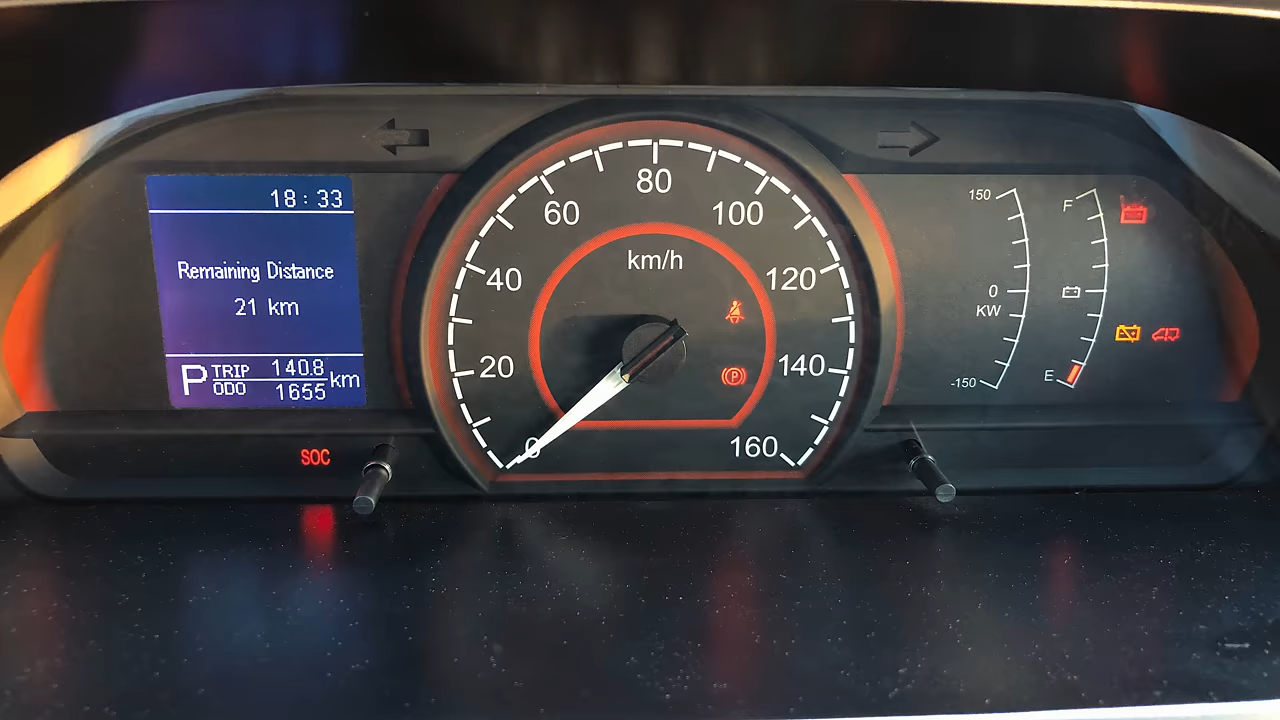 18:33
Remaining Distance
21 km
P TRIP 140.8 km
ODO 1655
SOC
0
20
40
60
80
100
120
140
160
km/h
P
150
0
KW
-150
F
E